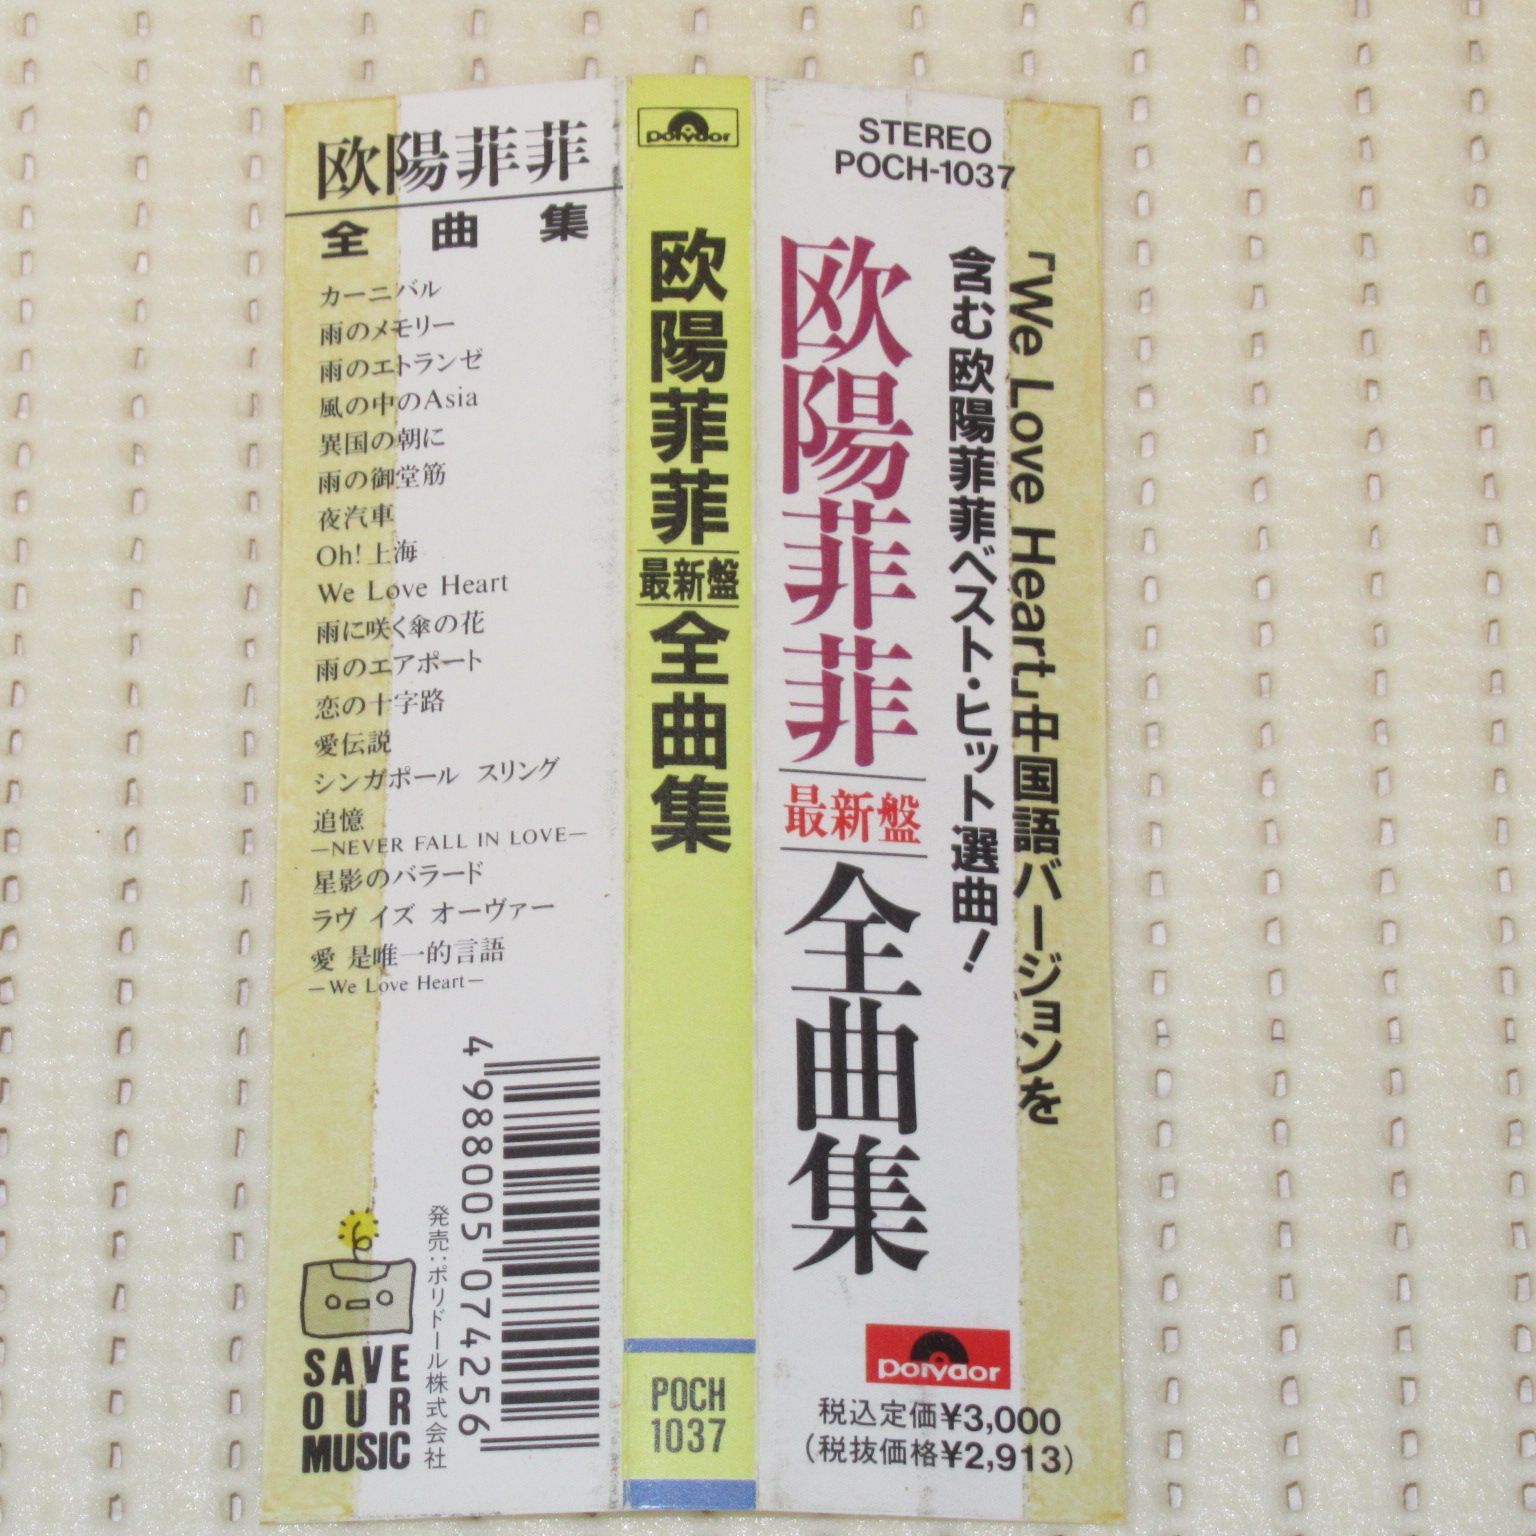 欧陽菲菲
全曲集
カーニバル
雨のメモリー
雨のエトランゼ
風の中のAsia
異国の朝に
雨の御堂筋
夜汽車
Oh! 上海
We Love Heart
雨に咲く傘の花
雨のエアポート
恋の十字路
愛伝説
シンガポール スリング
追憶
—NEVER FALL IN LOVE—
星影のバラード
ラヴ イズ オーヴァー
愛 是唯一的言語
—We Love Heart—
4 988005 074256
発売:ポリドール株式会社
SAVE
OUR
MUSIC
polydor
欧陽菲菲
最新盤
全曲集
POCH
1037
STEREO
POCH-1037
「We Love Heart」中国語バージョンを
含む欧陽菲菲ベスト・ヒット選曲!
欧陽菲菲
最新盤
全曲集
polydor
税込定価¥3,000
(税抜価格¥2,913)